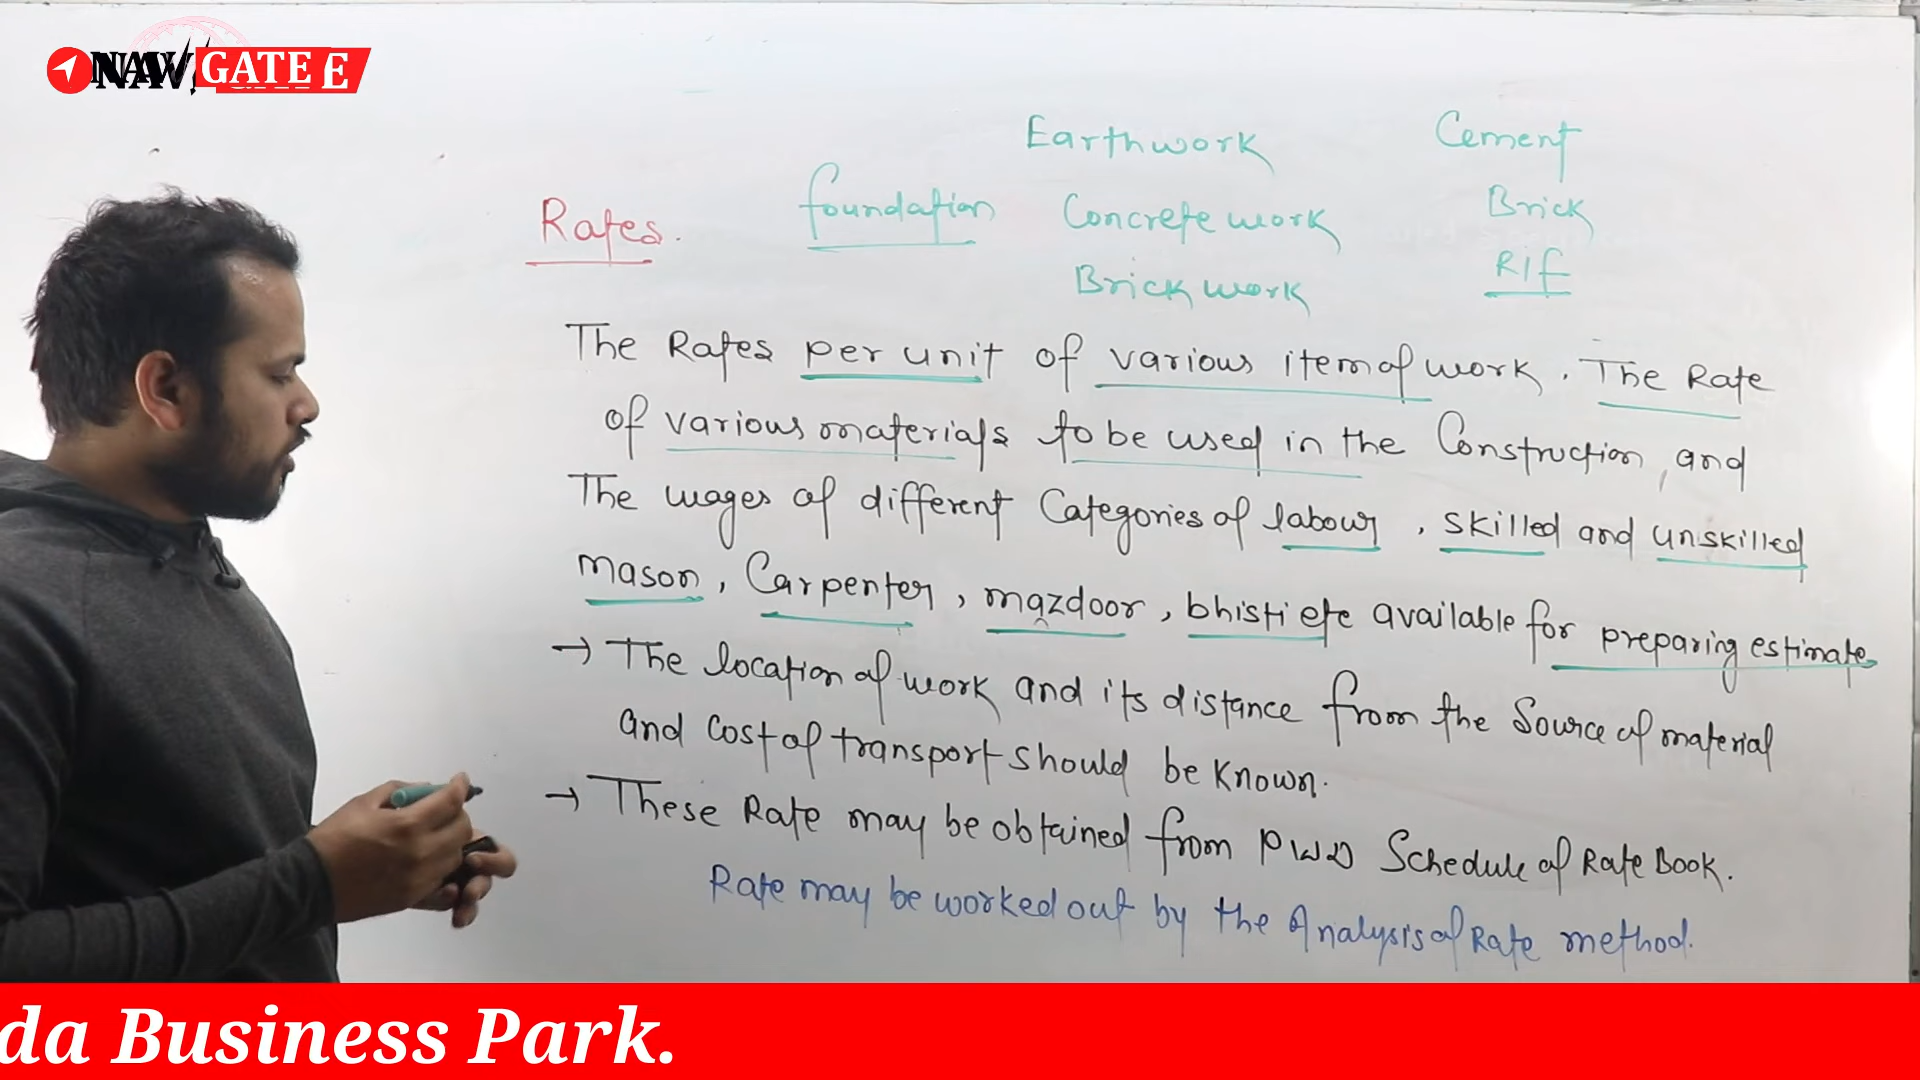 NAVIGATE E
Earthwork
Cement
Rates.
foundation
Concrete work
Brick
Brick work
RIF
The Rates per unit of various item of work. The Rate
of various materials to be used in the Construction, and
The wages of different Categories of labour, skilled and unskilled
mason, Carpenter, mazdoor, bhisti etc available for preparing estimate
→ The location of work and its distance from the Source of material
and cost of transport should be known.
→ These Rate may be obtained from PWD Schedule of Rate Book.
Rate may be worked out by the Analysis of Rate method.
da Business Park.